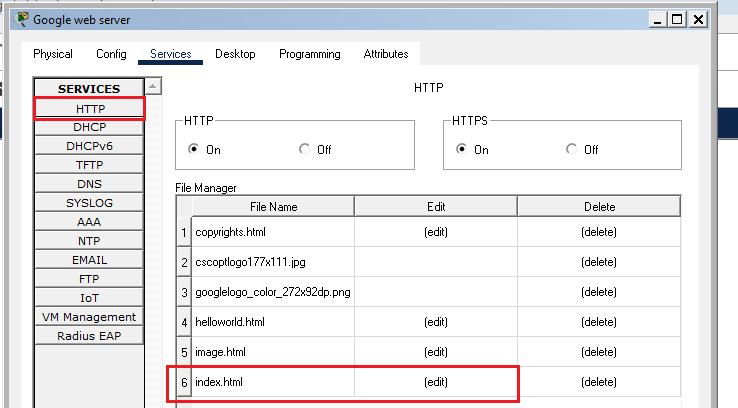 Google web server
Physical Config Services Desktop Programming Attributes
SERVICES
HTTP
DHCP
DHCPv6
TFTP
DNS
SYSLOG
AAA
NTP
EMAIL
FTP
IoT
VM Management
Radius EAP
HTTP
HTTP
On Off
HTTPS
On Off
File Manager
File Name Edit Delete
1 copyrights.html (edit) (delete)
2 cscoptlogo177x111.jpg (delete)
3 googlelogo_color_272x92dp.png (delete)
4 helloworld.html (edit) (delete)
5 image.html (edit) (delete)
6 index.html (edit) (delete)